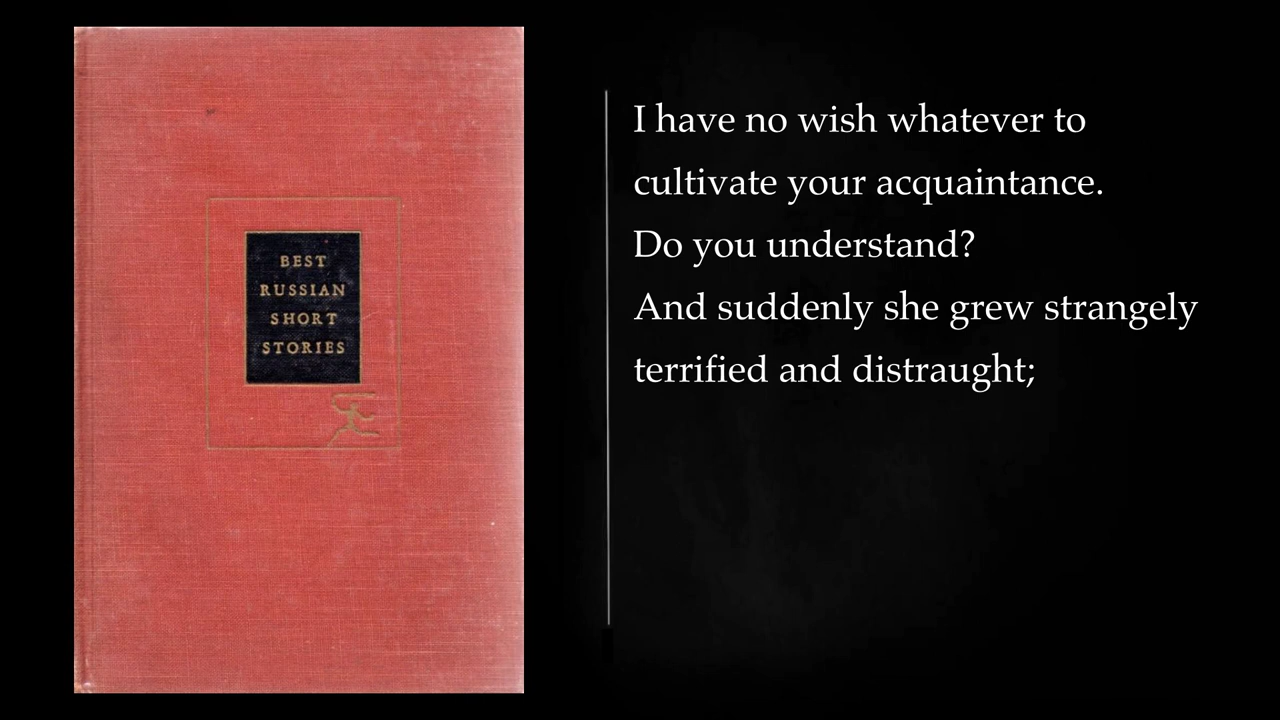 BEST
RUSSIAN
SHORT
STORIES
I have no wish whatever to
cultivate your acquaintance.
Do you understand?
And suddenly she grew strangely
terrified and distraught;